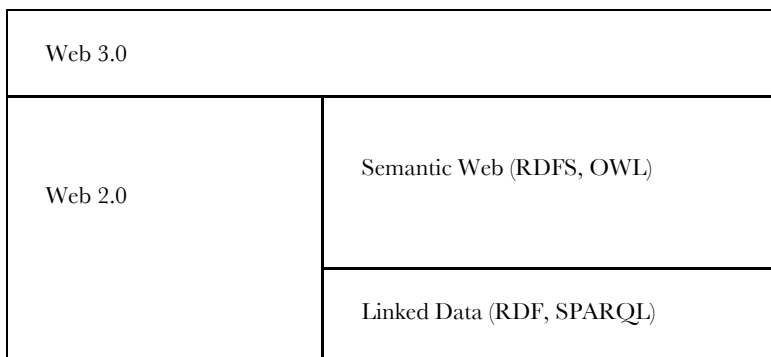 Web 3.0
Semantic Web (RDFS, OWL)
Web 2.0
Linked Data (RDF, SPARQL)